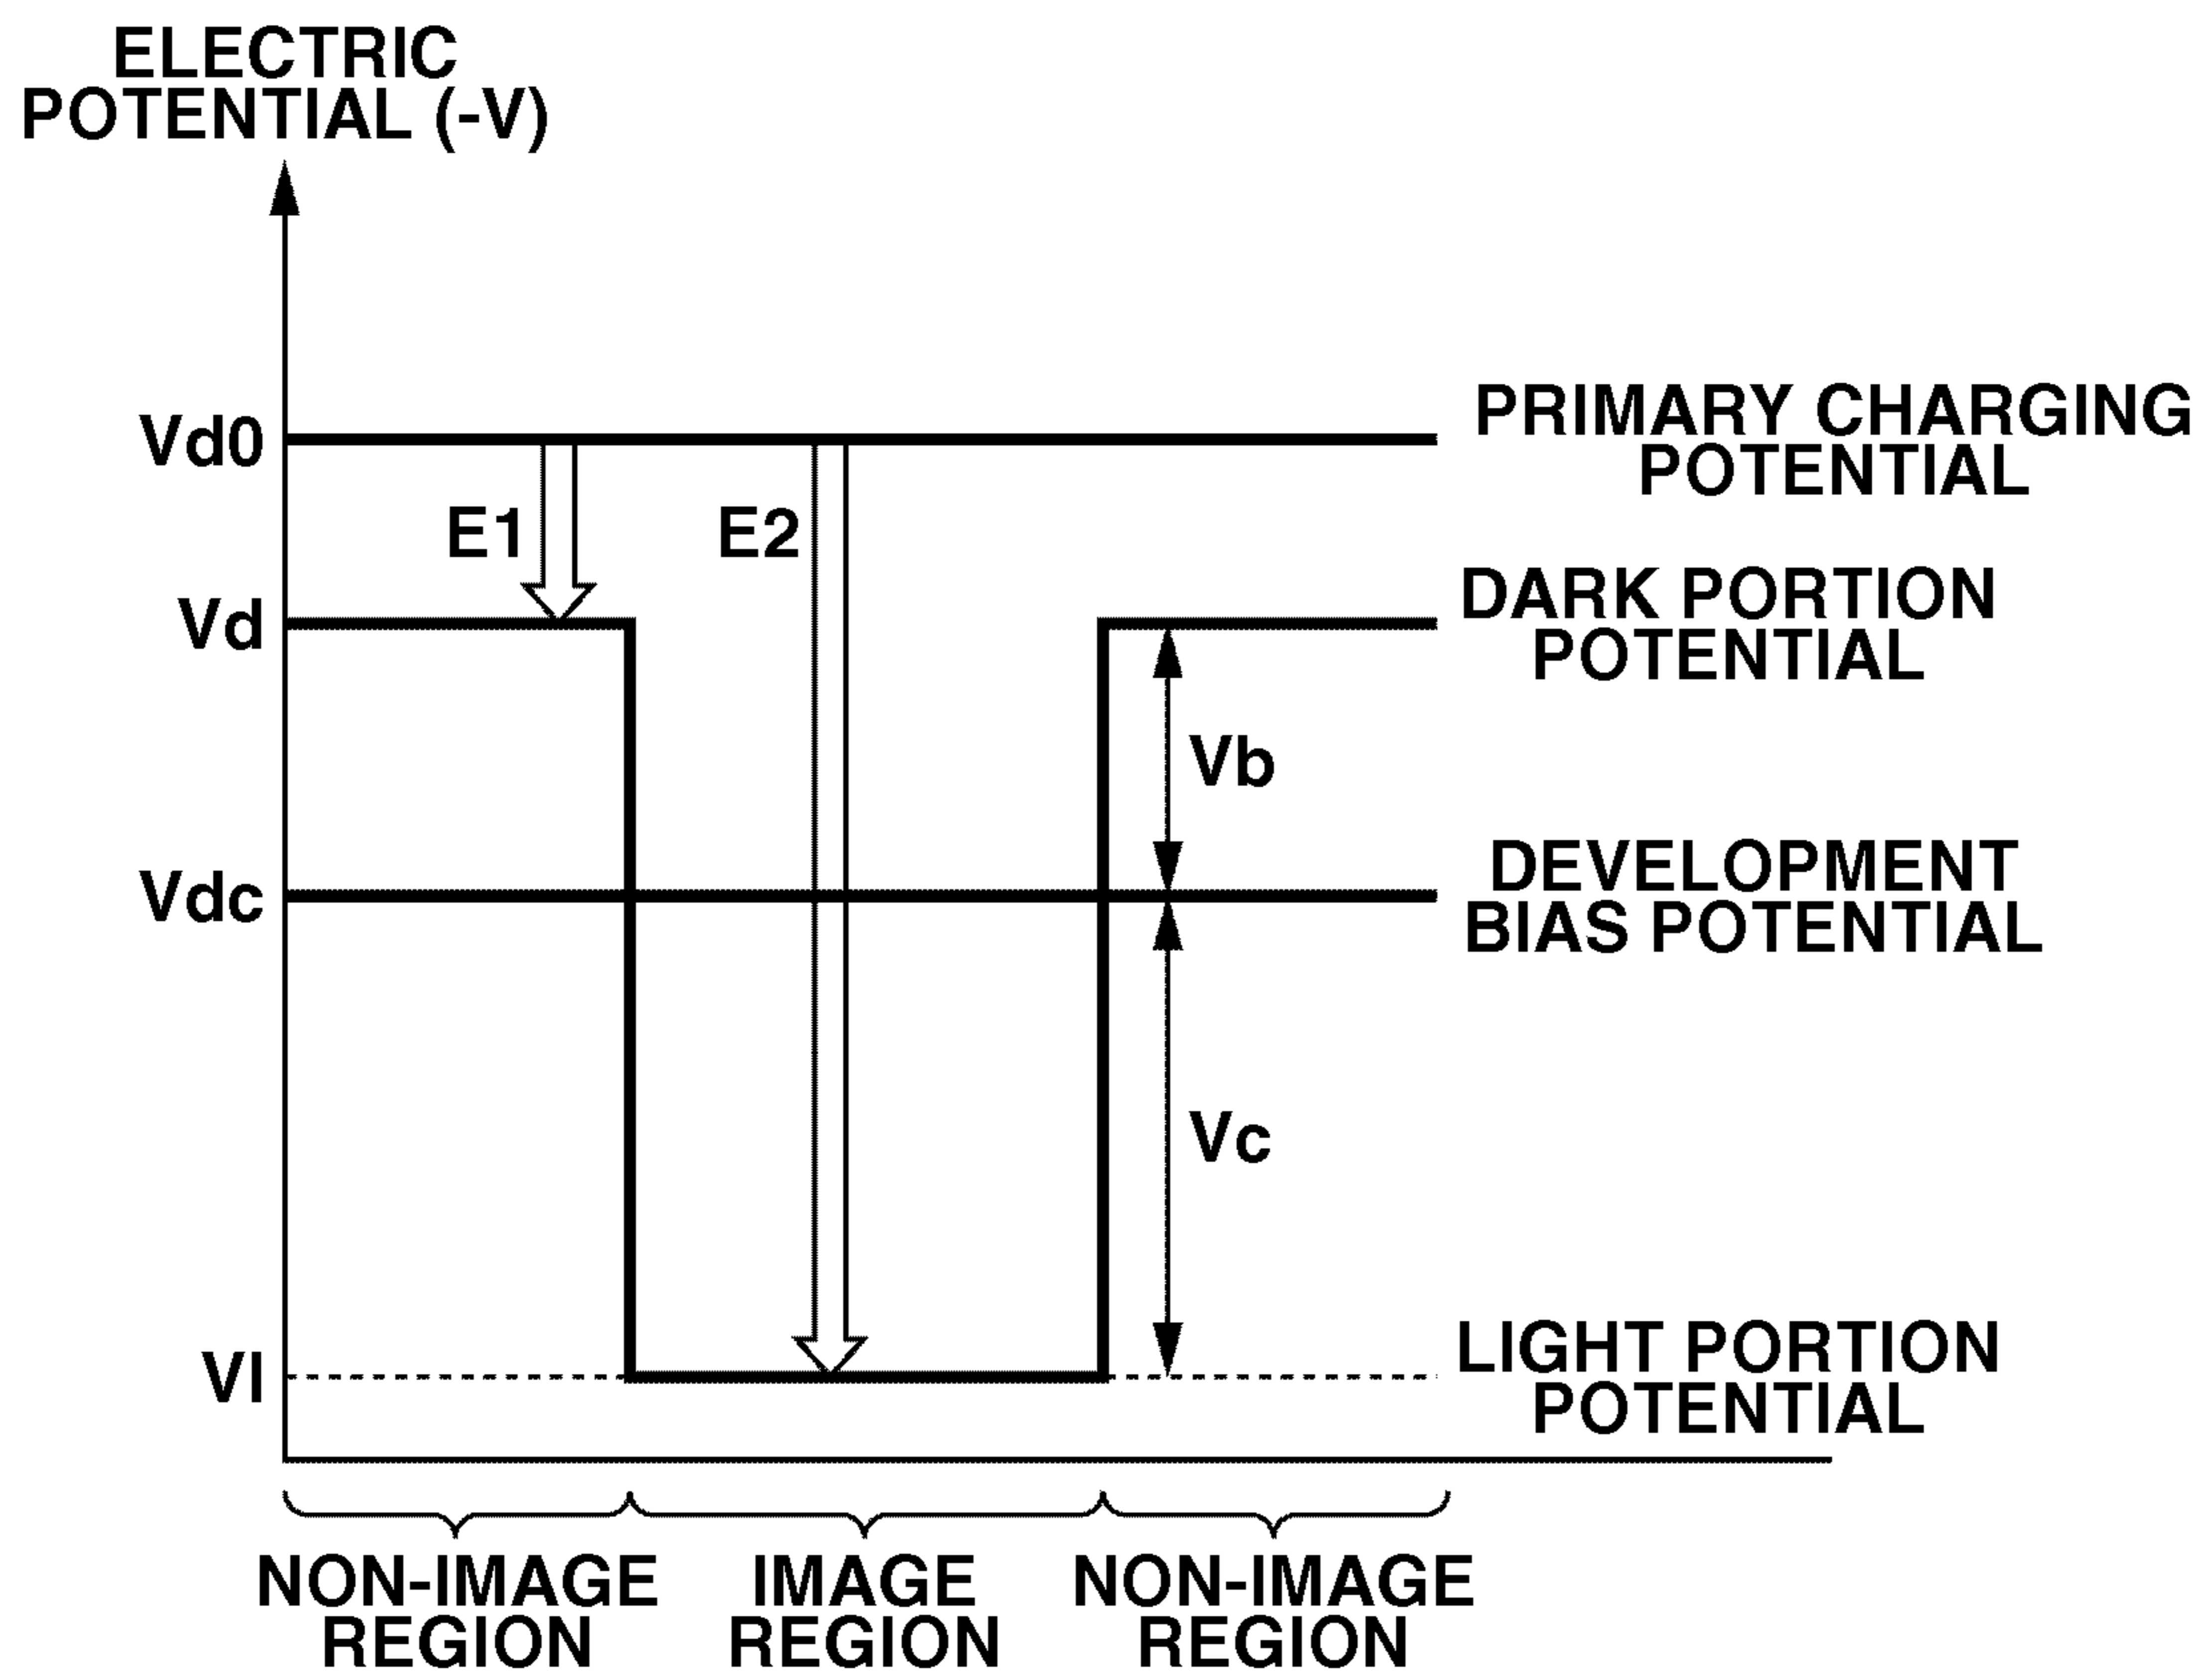 ELECTRIC
POTENTIAL (-V)
Vd0
PRIMARY CHARGING
POTENTIAL
E1
E2
Vd
DARK PORTION
POTENTIAL
Vb
Vdc
DEVELOPMENT
BIAS POTENTIAL
Vc
Vl
LIGHT PORTION
POTENTIAL
NON-IMAGE
REGION
IMAGE
REGION
NON-IMAGE
REGION